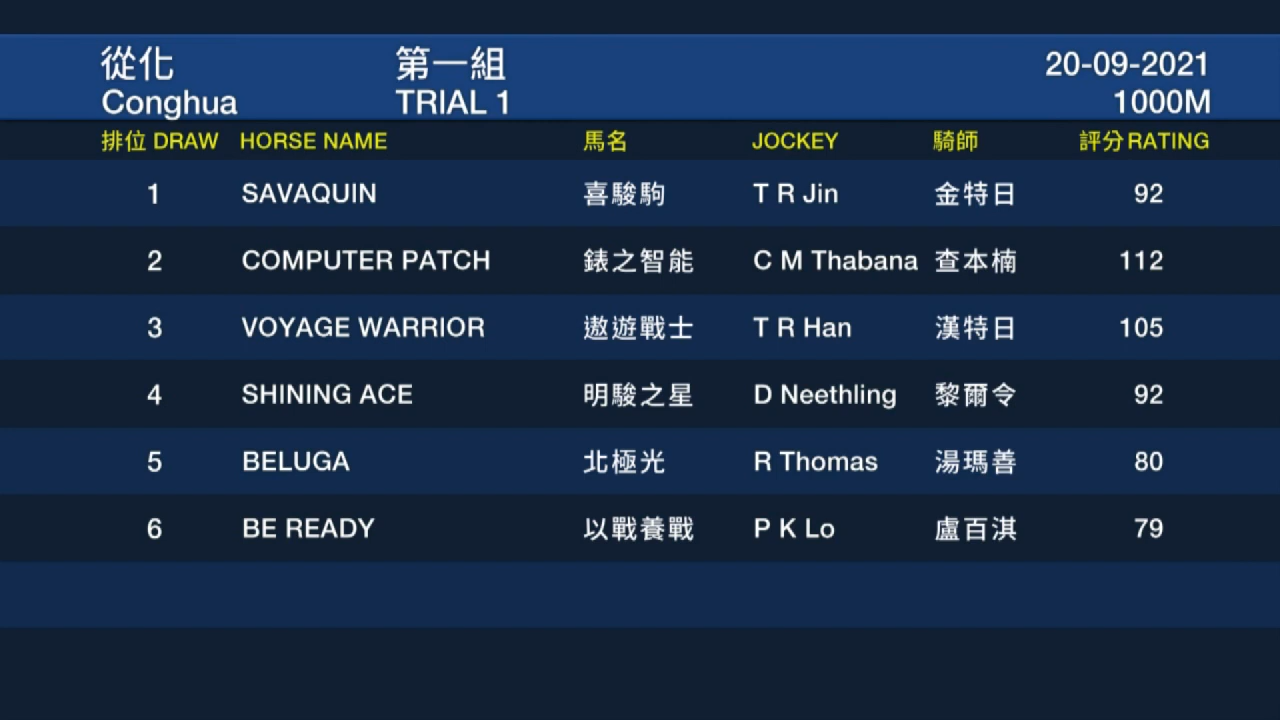 從化 第一組 20-09-2021
Conghua TRIAL 1 1000M
排位 DRAW HORSE NAME 馬名 JOCKEY 騎師 評分 RATING
1 SAVAQUIN 喜駿駒 T R Jin 金特日 92
2 COMPUTER PATCH 錶之智能 C M Thabana 查本楠 112
3 VOYAGE WARRIOR 遨遊戰士 T R Han 漢特日 105
4 SHINING ACE 明駿之星 D Neethling 黎爾令 92
5 BELUGA 北極光 R Thomas 湯瑪善 80
6 BE READY 以戰養戰 P K Lo 盧百淇 79